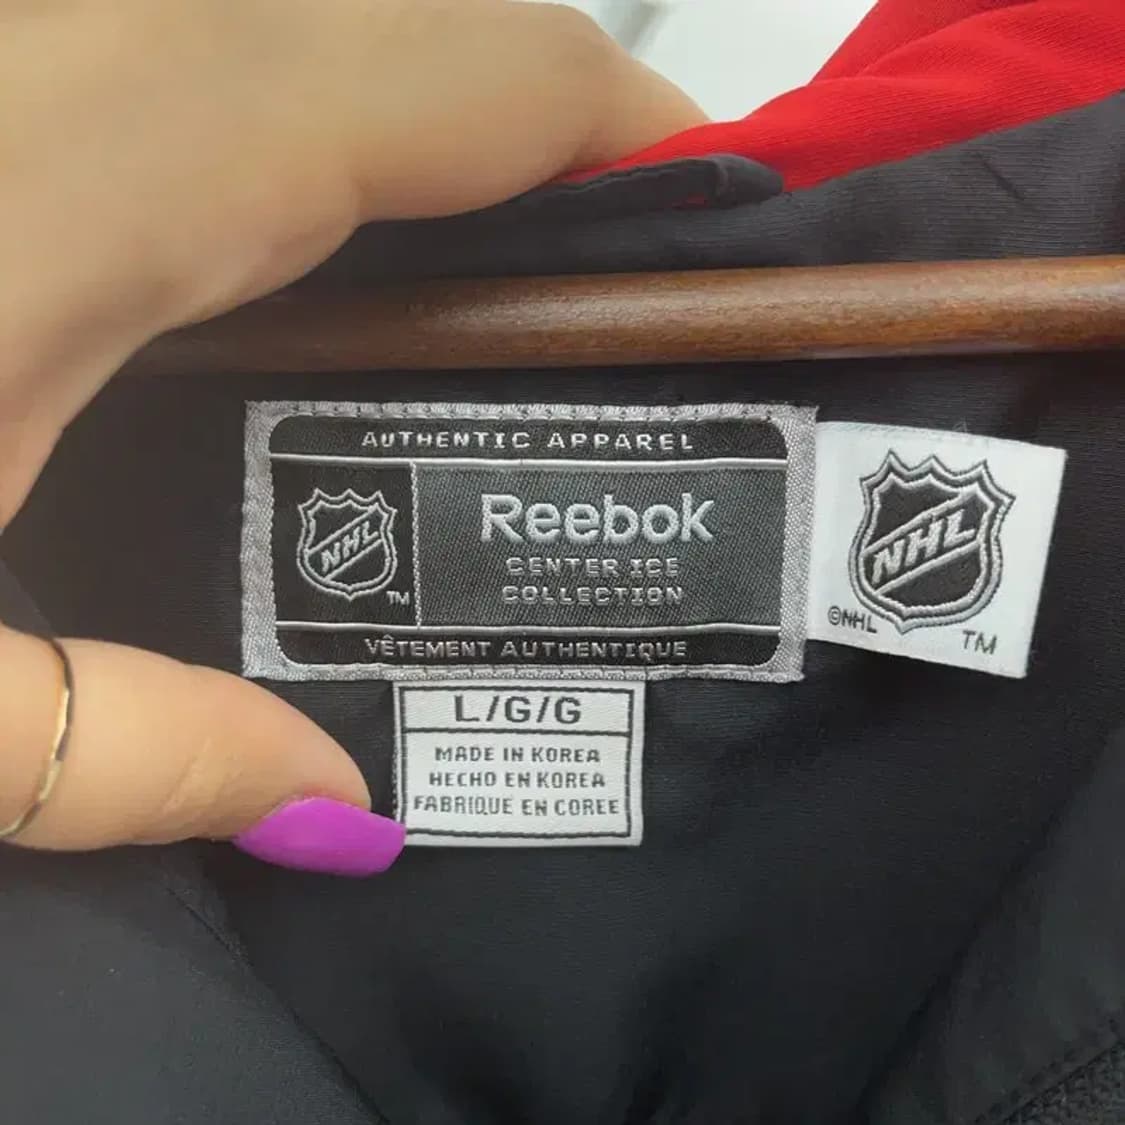 AUTHENTIC APPAREL
NHL
TM
Reebok
CENTER ICE
COLLECTION
VÊTEMENT AUTHENTIQUE
NHL
©NHL
TM
L/G/G
MADE IN KOREA
HECHO EN KOREA
FABRIQUE EN COREE